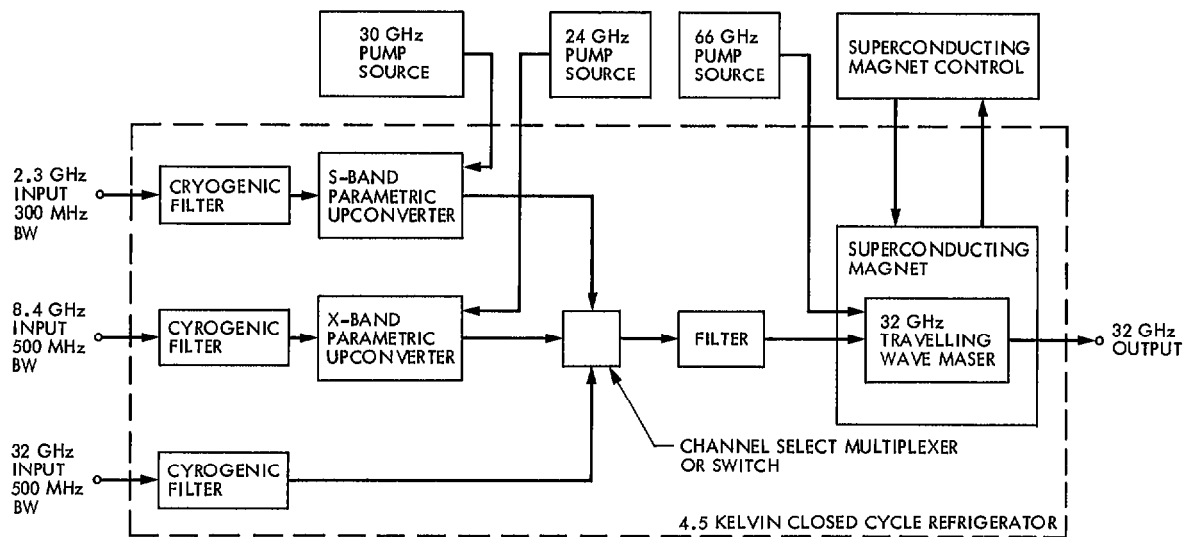 30 GHz
PUMP
SOURCE
24 GHz
PUMP
SOURCE
66 GHz
PUMP
SOURCE
SUPERCONDUCTING
MAGNET CONTROL
2.3 GHz
INPUT
300 MHz
BW
CRYOGENIC
FILTER
S-BAND
PARAMETRIC
UPCONVERTER
8.4 GHz
INPUT
500 MHz
BW
CYROGENIC
FILTER
X-BAND
PARAMETRIC
UPCONVERTER
FILTER
SUPERCONDUCTING
MAGNET
32 GHz
TRAVELLING
WAVE MASER
32 GHz
OUTPUT
32 GHz
INPUT
500 MHz
BW
CYROGENIC
FILTER
CHANNEL SELECT MULTIPLEXER
OR SWITCH
4.5 KELVIN CLOSED CYCLE REFRIGERATOR